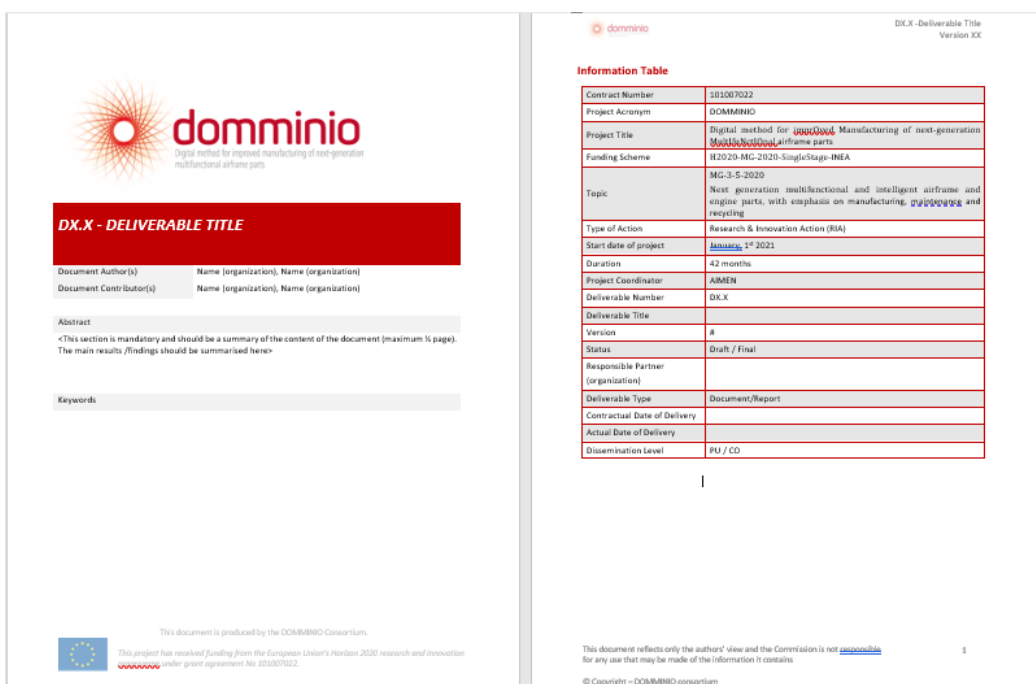 domminio
Digital method for improved manufacturing of next-generation
multifunctional airframe parts
DX.X - DELIVERABLE TITLE
Document Author(s) Name (organization), Name (organization)
Document Contributor(s) Name (organization), Name (organization)
Abstract
<This section is mandatory and should be a summary of the content of the document (maximum ½ page).
The main results /findings should be summarised here>
Keywords
This document is produced by the DOMMINIO Consortium.
This project has received funding from the European Union's Horizon 2020 research and innovation
under grant agreement No 101007022.
domminio
DX.X -Deliverable Title
Version XX
Information Table
Contract Number 101007022
Project Acronym DOMMINIO
Project Title
Digital method for imprOved Manufacturing of next-generation
MultIfuNctIOnal airframe parts
Funding Scheme H2020-MG-2020-SingleStage-INEA
Topic
MG-3-5-2020
Next generation multifunctional and intelligent airframe and
engine parts, with emphasis on manufacturing, maintenance and
recycling
Type of Action Research & Innovation Action (RIA)
Start date of project January, 1st 2021
Duration 42 months
Project Coordinator AIMEN
Deliverable Number DX.X
Deliverable Title
Version #
Status Draft / Final
Responsible Partner
(organization)
Deliverable Type Document/Report
Contractual Date of Delivery
Actual Date of Delivery
Dissemination Level PU / CO
This document reflects only the authors' view and the Commission is not responsible
for any use that may be made of the information it contains
1
© Copyright – DOMMINIO consortium